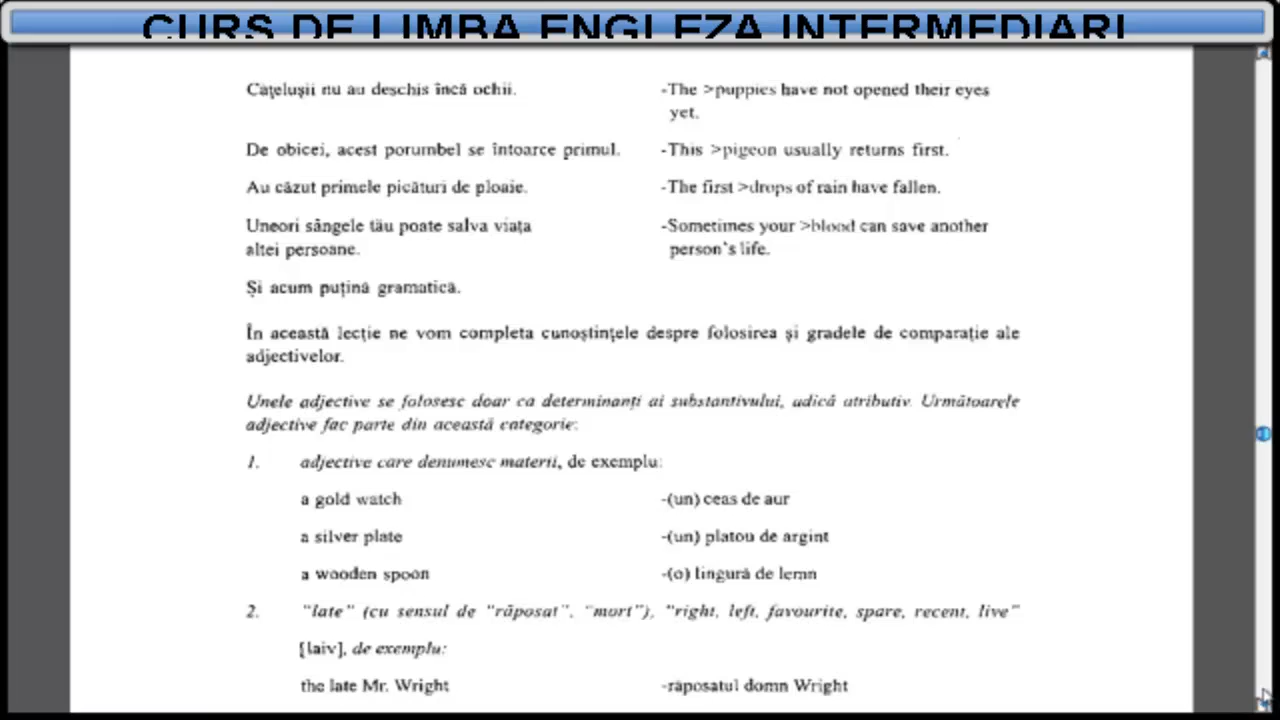 CURS DE LIMBA ENGLEZA INTERMEDIARI
Cațelușii nu au deschis încă ochii. -The >puppies have not opened their eyes
yet.
De obicei, acest porumbel se întoarce primul. -This >pigeon usually returns first.
Au căzut primele picături de ploaie. -The first >drops of rain have fallen.
Uneori sângele tău poate salva viața -Sometimes your >blood can save another
altei persoane. person's life.
Și acum puțină gramatică.
În această lecție ne vom completa cunoștințele despre folosirea și gradele de comparație ale
adjectivelor.
Unele adjective se folosesc doar ca determinanți ai substantivului, adică atributiv. Următoarele
adjective fac parte din această categorie:
1. adjective care denumesc materii, de exemplu:
a gold watch -(un) ceas de aur
a silver plate -(un) platou de argint
a wooden spoon -(o) lingură de lemn
2. "late" (cu sensul de "răposat", "mort"), "right, left, favourite, spare, recent, live"
[laiv], de exemplu:
the late Mr. Wright -răposatul domn Wright